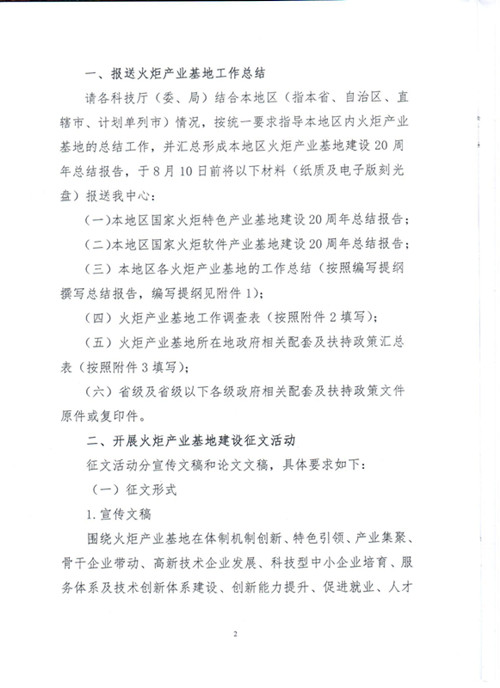 一、报送火炬产业基地工作总结
请各科技厅（委、局）结合本地区（指本省、自治区、直
辖市、计划单列市）情况，按统一要求指导本地区内火炬产业
基地的总结工作，并汇总形成本地区火炬产业基地建设 20 周
年总结报告，于 8 月 10 日前将以下材料（纸质及电子版刻光
盘）报送我中心：
（一）本地区国家火炬特色产业基地建设 20 周年总结报告；
（二）本地区国家火炬软件产业基地建设 20 周年总结报告；
（三）本地区各火炬产业基地的工作总结（按照编写提纲
撰写总结报告，编写提纲见附件 1）；
（四）火炬产业基地工作调查表（按照附件 2 填写）；
（五）火炬产业基地所在地政府相关配套及扶持政策汇总
表（按照附件 3 填写）；
（六）省级及省级以下各级政府相关配套及扶持政策文件
原件或复印件。
二、开展火炬产业基地建设征文活动
征文活动分宣传文稿和论文文稿，具体要求如下：
（一）征文形式
1.宣传文稿
围绕火炬产业基地在体制机制创新、特色引领、产业集聚、
骨干企业带动、高新技术企业发展、科技型中小企业培育、服
务体系及技术创新体系建设、创新能力提升、促进就业、人才
2